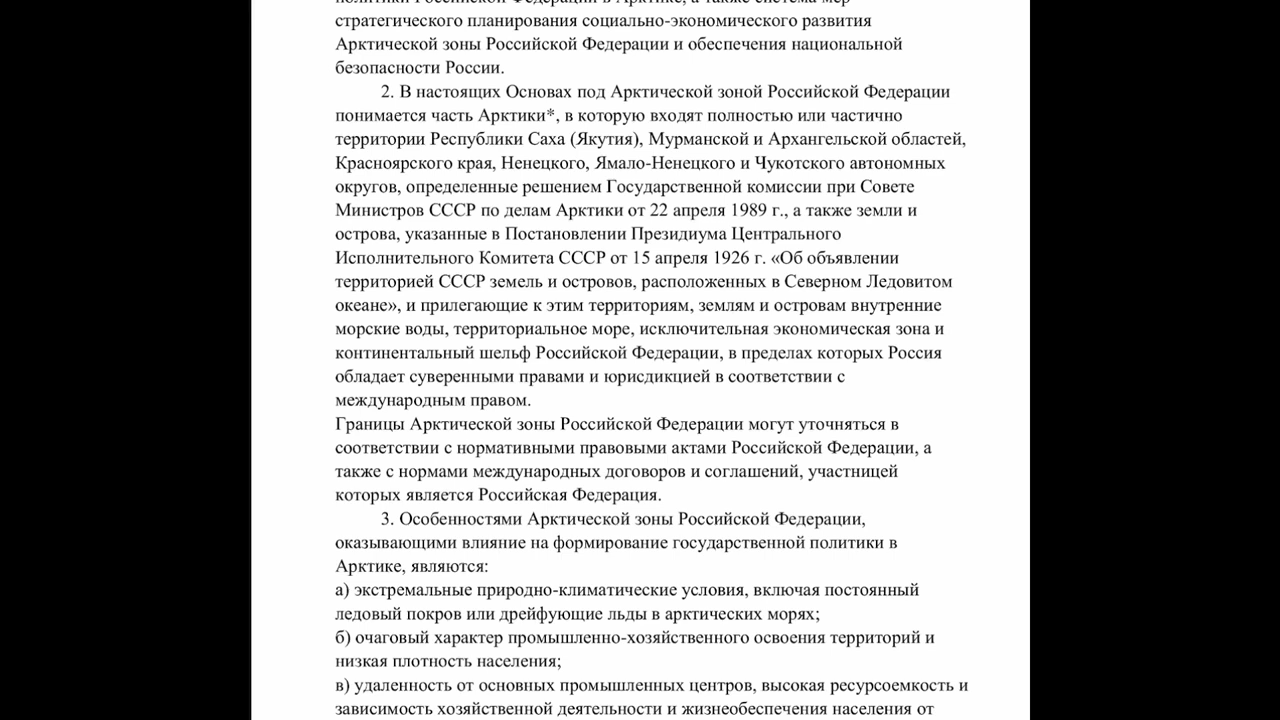 политики Российской Федерации в Арктике, а также система мер
стратегического планирования социально-экономического развития
Арктической зоны Российской Федерации и обеспечения национальной
безопасности России.
2. В настоящих Основах под Арктической зоной Российской Федерации
понимается часть Арктики*, в которую входят полностью или частично
территории Республики Саха (Якутия), Мурманской и Архангельской областей,
Красноярского края, Ненецкого, Ямало-Ненецкого и Чукотского автономных
округов, определенные решением Государственной комиссии при Совете
Министров СССР по делам Арктики от 22 апреля 1989 г., а также земли и
острова, указанные в Постановлении Президиума Центрального
Исполнительного Комитета СССР от 15 апреля 1926 г. «Об объявлении
территорией СССР земель и островов, расположенных в Северном Ледовитом
океане», и прилегающие к этим территориям, землям и островам внутренние
морские воды, территориальное море, исключительная экономическая зона и
континентальный шельф Российской Федерации, в пределах которых Россия
обладает суверенными правами и юрисдикцией в соответствии с
международным правом.
Границы Арктической зоны Российской Федерации могут уточняться в
соответствии с нормативными правовыми актами Российской Федерации, а
также с нормами международных договоров и соглашений, участницей
которых является Российская Федерация.
3. Особенностями Арктической зоны Российской Федерации,
оказывающими влияние на формирование государственной политики в
Арктике, являются:
а) экстремальные природно-климатические условия, включая постоянный
ледовый покров или дрейфующие льды в арктических морях;
б) очаговый характер промышленно-хозяйственного освоения территорий и
низкая плотность населения;
в) удаленность от основных промышленных центров, высокая ресурсоемкость и
зависимость хозяйственной деятельности и жизнеобеспечения населения от